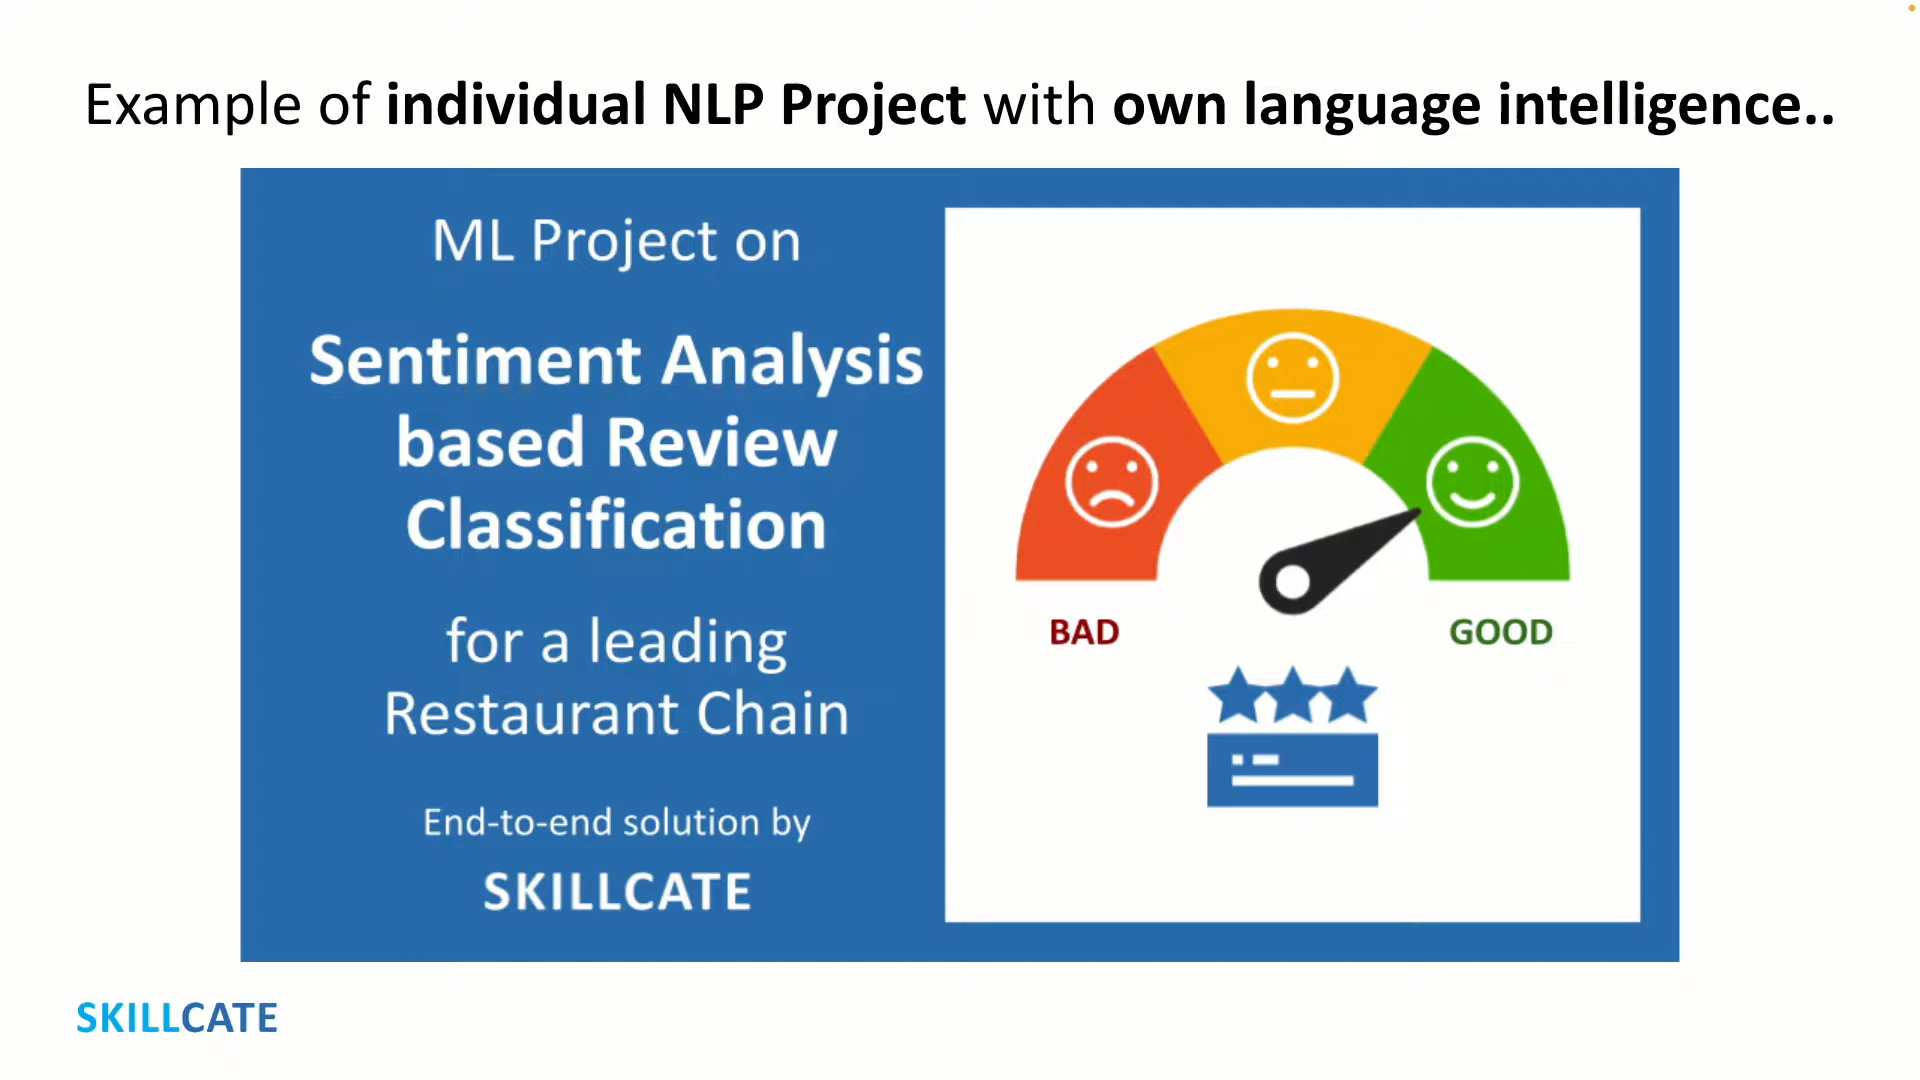 Example of individual NLP Project with own language intelligence..
ML Project on
Sentiment Analysis
based Review
Classification
for a leading
Restaurant Chain
End-to-end solution by
SKILLCATE
BAD
GOOD
SKILLCATE